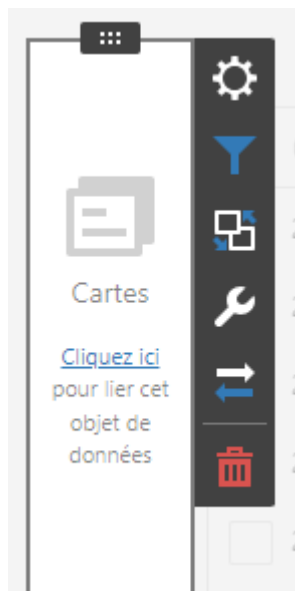 Cartes
Cliquez ici
pour lier cet
objet de
données